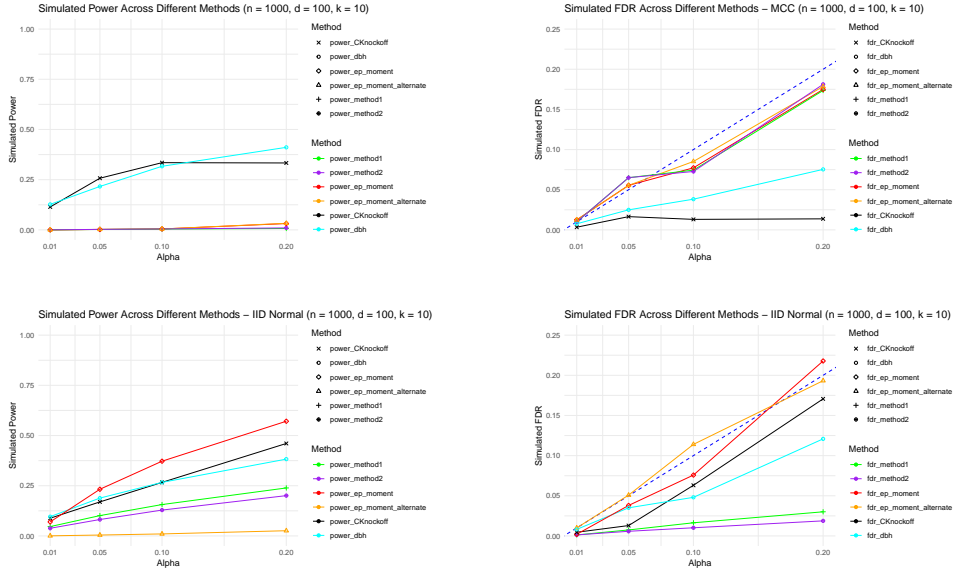 Simulated Power Across Different Methods (n = 1000, d = 100, k = 10)
1.00
0.75
0.50
0.25
0.00
Simulated Power
0.01
0.05
0.10
0.20
Alpha
Method
power_CKnockoff
power_dbh
power_ep_moment
power_ep_moment_alternate
power_method1
power_method2
Method
power_method1
power_method2
power_ep_moment
power_ep_moment_alternate
power_CKnockoff
power_dbh
Simulated FDR Across Different Methods − MCC (n = 1000, d = 100, k = 10)
0.25
0.20
0.15
0.10
0.05
0.00
Simulated FDR
0.01
0.05
0.10
0.20
Alpha
Method
fdr_CKnockoff
fdr_dbh
fdr_ep_moment
fdr_ep_moment_alternate
fdr_method1
fdr_method2
Method
fdr_method1
fdr_method2
fdr_ep_moment
fdr_ep_moment_alternate
fdr_CKnockoff
fdr_dbh
Simulated Power Across Different Methods − IID Normal (n = 1000, d = 100, k = 10)
1.00
0.75
0.50
0.25
0.00
Simulated Power
0.01
0.05
0.10
0.20
Alpha
Method
power_CKnockoff
power_dbh
power_ep_moment
power_ep_moment_alternate
power_method1
power_method2
Method
power_method1
power_method2
power_ep_moment
power_ep_moment_alternate
power_CKnockoff
power_dbh
Simulated FDR Across Different Methods − IID Normal (n = 1000, d = 100, k = 10)
0.25
0.20
0.15
0.10
0.05
0.00
Simulated FDR
0.01
0.05
0.10
0.20
Alpha
Method
fdr_CKnockoff
fdr_dbh
fdr_ep_moment
fdr_ep_moment_alternate
fdr_method1
fdr_method2
Method
fdr_method1
fdr_method2
fdr_ep_moment
fdr_ep_moment_alternate
fdr_CKnockoff
fdr_dbh